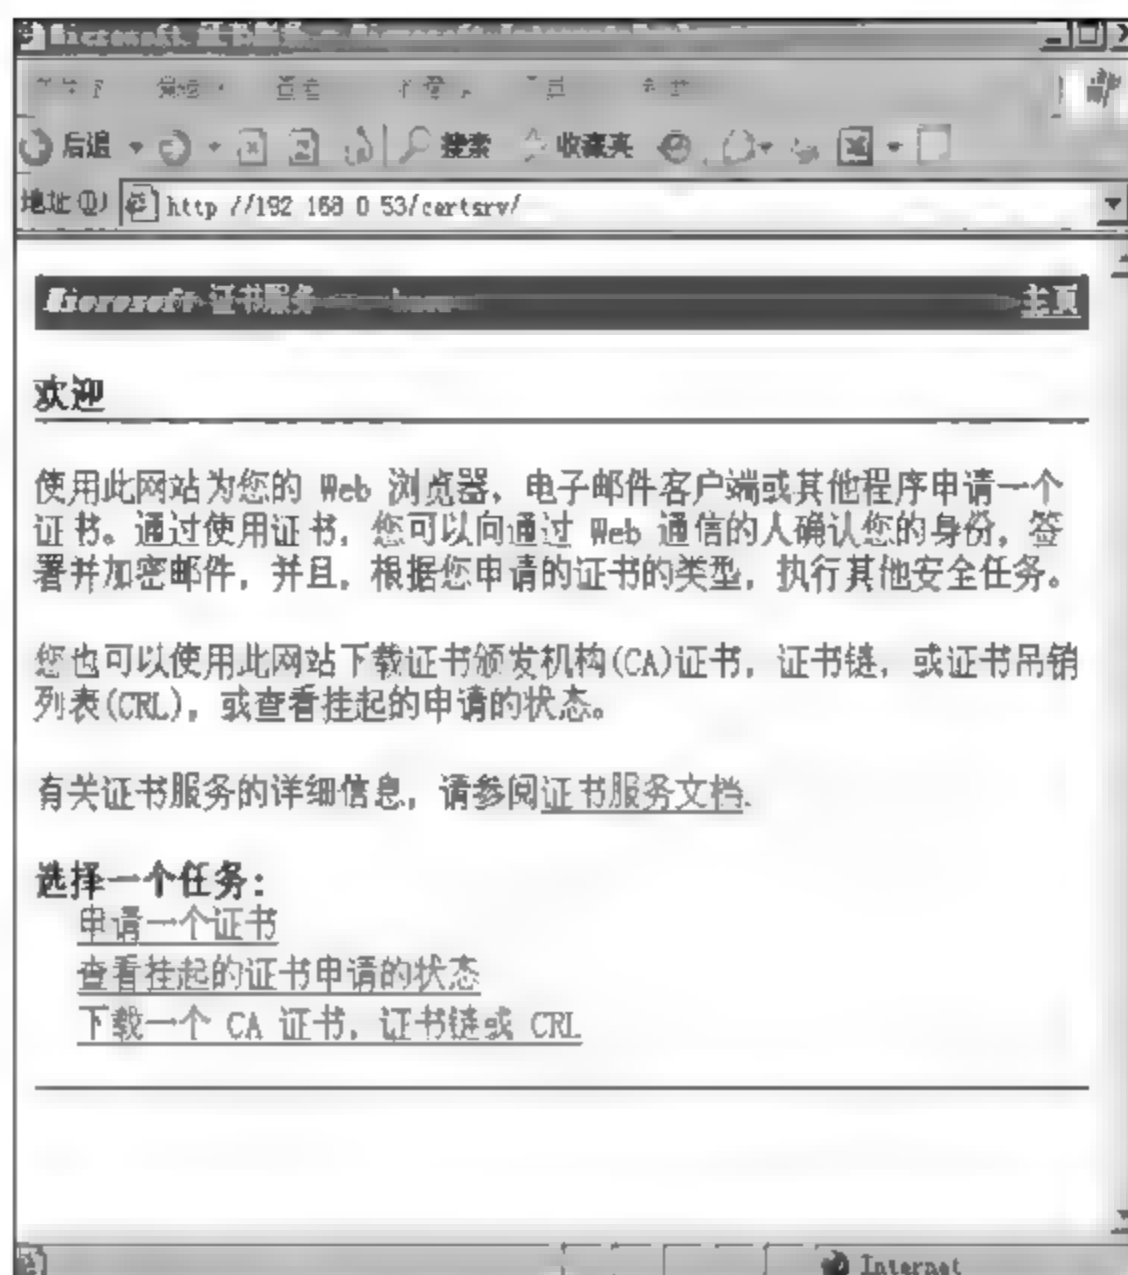 Microsoft 证书服务 - Microsoft Internet
后退 搜索 收藏夹
地址(D) http //192 168 0 53/certsrv/
Microsoft 证书服务 主页
欢迎
使用此网站为您的 Web 浏览器，电子邮件客户端或其他程序申请一个
证书。通过使用证书，您可以向通过 Web 通信的人确认您的身份，签
署并加密邮件，并且，根据您申请的证书的类型，执行其他安全任务。
您也可以使用此网站下载证书颁发机构(CA)证书，证书链，或证书吊销
列表(CRL)，或查看挂起的申请的状态。
有关证书服务的详细信息，请参阅证书服务文档.
选择一个任务:
申请一个证书
查看挂起的证书申请的状态
下载一个 CA 证书，证书链或 CRL
Internet